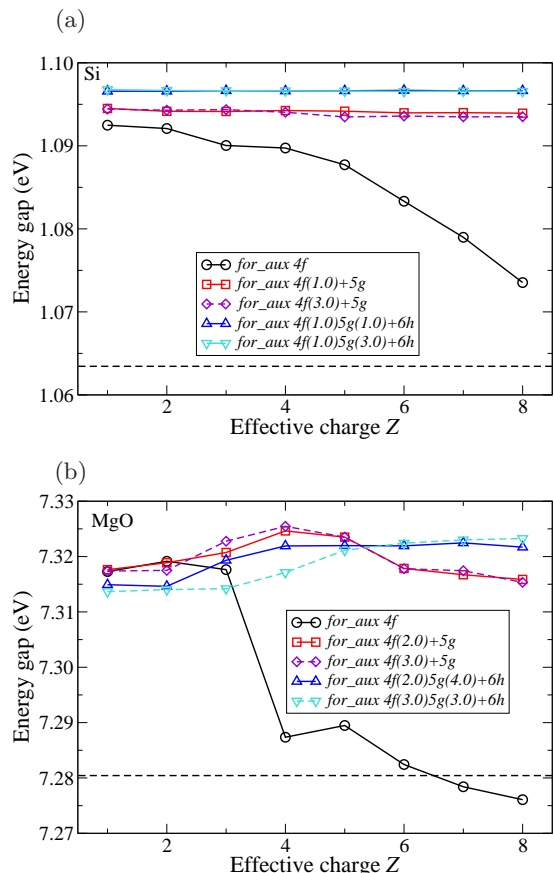 (a)
1.10
Si
1.09
1.08
1.07
1.06
Energy gap (eV)
for_aux 4f
for_aux 4f(1.0)+5g
for_aux 4f(3.0)+5g
for_aux 4f(1.0)5g(1.0)+6h
for_aux 4f(1.0)5g(3.0)+6h
2 4 6 8
Effective charge Z
(b)
7.33
MgO
7.32
7.31
7.30
7.29
7.28
7.27
Energy gap (eV)
for_aux 4f
for_aux 4f(2.0)+5g
for_aux 4f(3.0)+5g
for_aux 4f(2.0)5g(4.0)+6h
for_aux 4f(3.0)5g(3.0)+6h
2 4 6 8
Effective charge Z